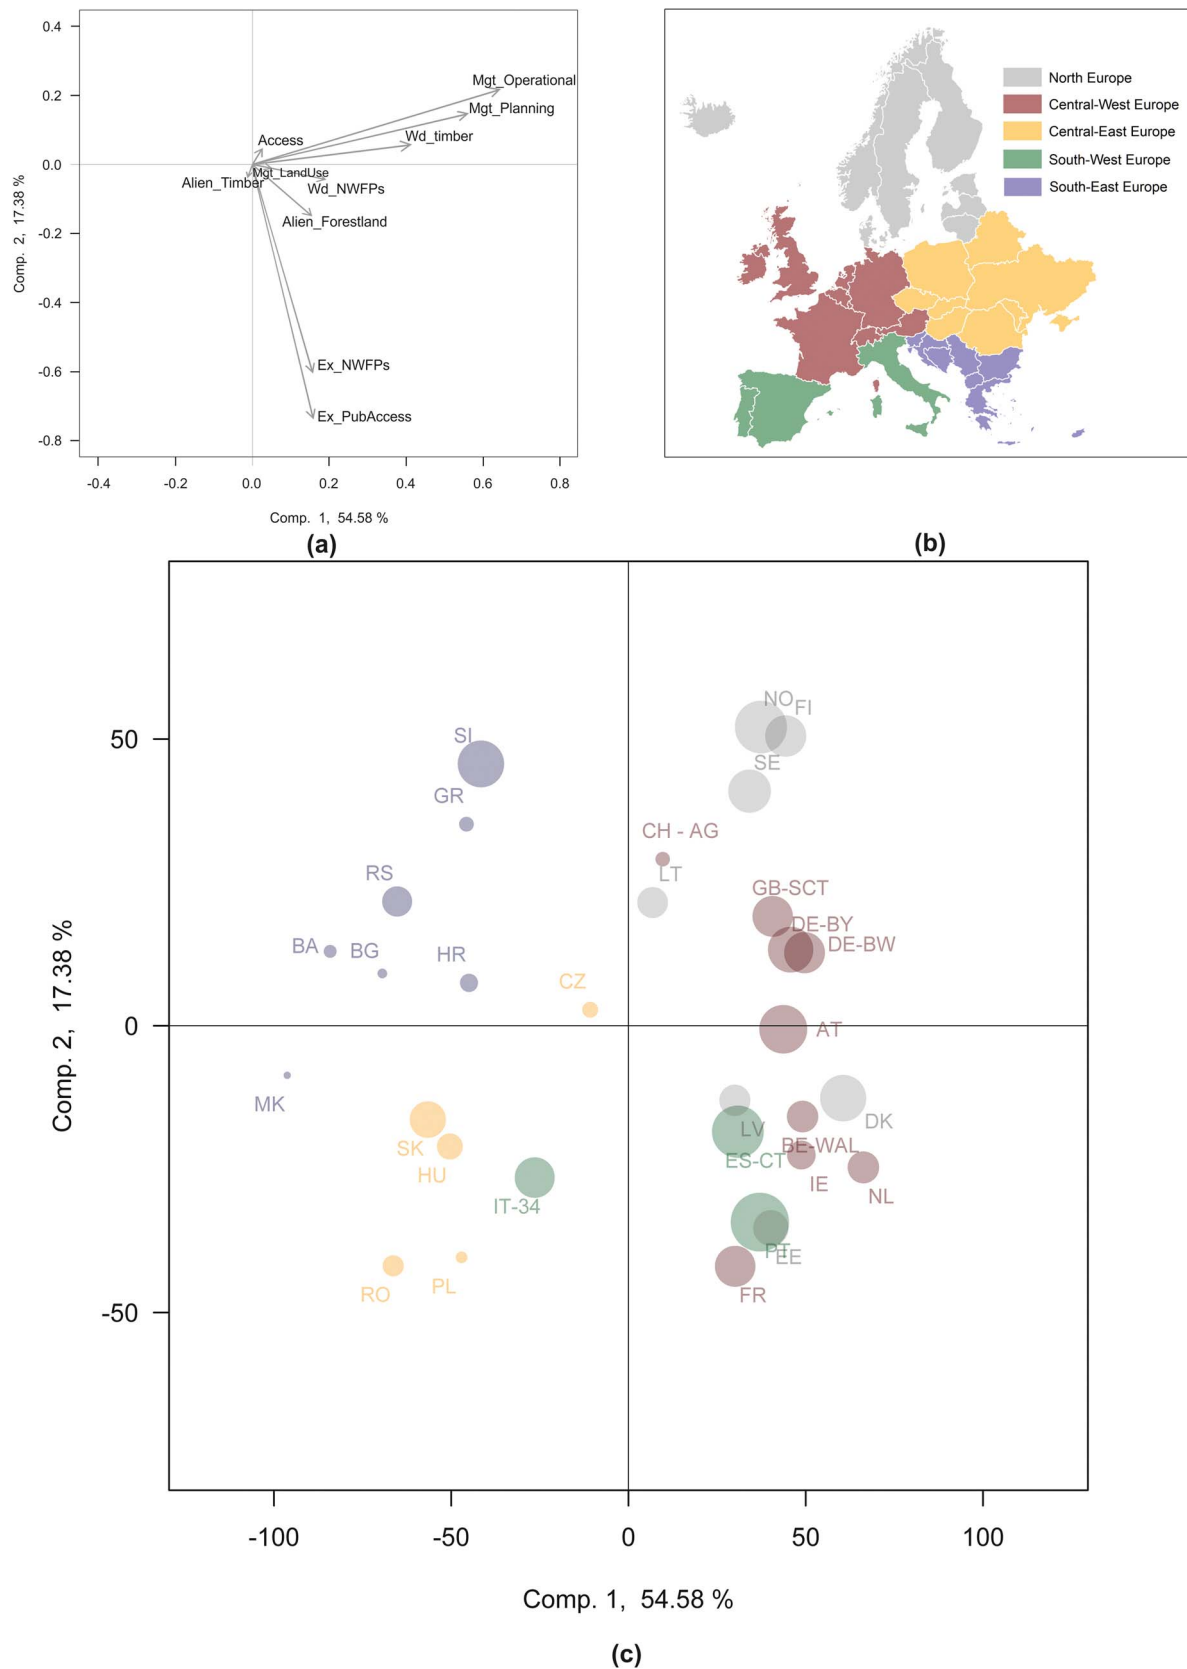 0.4
0.2
0.0
-0.2
-0.4
-0.6
-0.8
Comp. 2, 17.38 %
Mgt_Operational
Mgt_Planning
Wd_timber
Access
Mgt_LandUse
Alien_Timber
Wd_NWFPs
Alien_Forestland
Ex_NWFPs
Ex_PubAccess
-0.4 -0.2 0.0 0.2 0.4 0.6 0.8
Comp. 1, 54.58 %
(a)
North Europe
Central-West Europe
Central-East Europe
South-West Europe
South-East Europe
(b)
50
0
-50
Comp. 2, 17.38 %
NO
FI
SI
SE
GR
CH - AG
LT
RS
GB-SCT
DE-BY
DE-BW
BA
BG
HR
CZ
AT
MK
DK
LV
SK
BE-WAL
ES-CT
HU
IE
NL
IT-34
PT
EE
RO
PL
FR
-100 -50 0 50 100
Comp. 1, 54.58 %
(c)